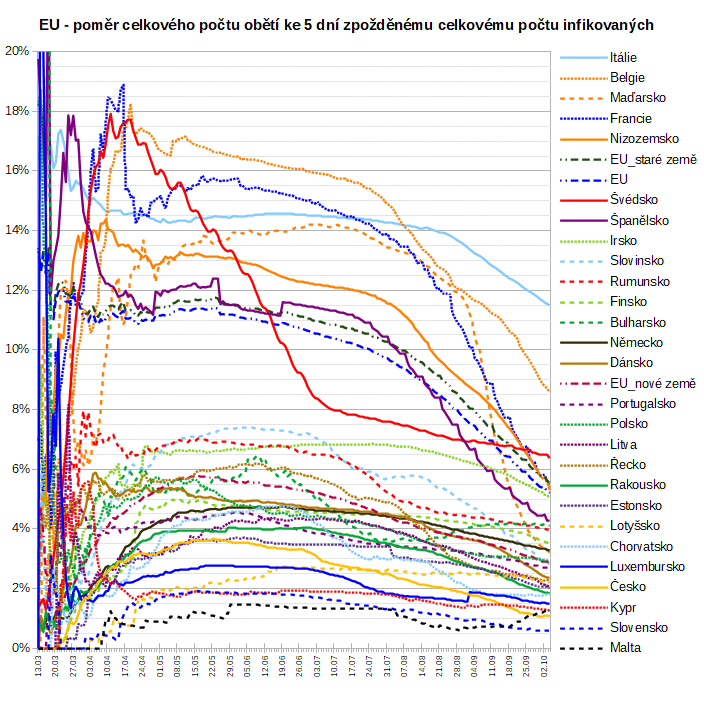 EU - poměr celkového počtu obětí ke 5 dní zpožděnému celkovému počtu infikovaných
20%
18%
16%
14%
12%
10%
8%
6%
4%
2%
0%
13.03
20.03
27.03
03.04
10.04
17.04
24.04
01.05
08.05
15.05
22.05
29.05
05.06
12.06
19.06
26.06
03.07
10.07
17.07
24.07
31.07
07.08
14.08
21.08
28.08
04.09
11.09
18.09
25.09
02.10
Itálie
Belgie
Maďarsko
Francie
Nizozemsko
EU_staré země
EU
Švédsko
Španělsko
Irsko
Slovinsko
Rumunsko
Finsko
Bulharsko
Německo
Dánsko
EU_nové země
Portugalsko
Polsko
Litva
Řecko
Rakousko
Estonsko
Lotyšsko
Chorvatsko
Luxembursko
Česko
Kypr
Slovensko
Malta